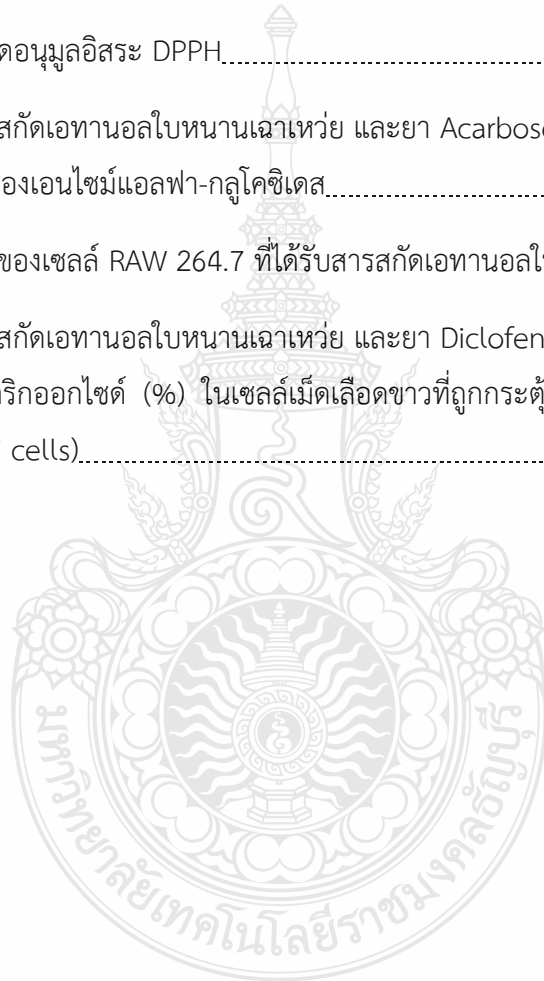 ดอนุมูลอิสระ DPPH
สกัดเอทานอลใบหนานเฉาเหว่ย และยา Acarbose
องเอนไซม์แอลฟา-กลูโคซิเดส
ของเซลล์ RAW 264.7 ที่ได้รับสารสกัดเอทานอลใ
สกัดเอทานอลใบหนานเฉาเหว่ย และยา Diclofen
ริกออกไซด์ (%) ในเซลล์เม็ดเลือดขาวที่ถูกกระตุ้
cells)
มหาวิทยาลัยเทคโนโลยีราชมงคลธัญบุรี